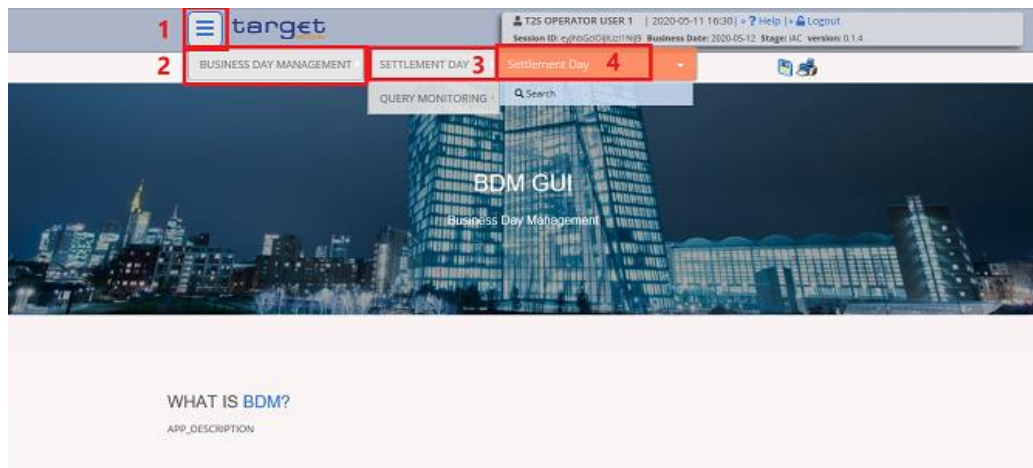 1
target
T2S OPERATOR USER 1 | 2020-05-11 16:30 | » ? Help | » Logout
Session ID: Business Date: 2020-05-12 Stage: IAC version: 0.1.4
2
BUSINESS DAY MANAGEMENT
SETTLEMENT DAY 3
Settlement Day 4
QUERY MONITORING
Search
BDM GUI
Business Day Management
WHAT IS BDM?
APP_DESCRIPTION